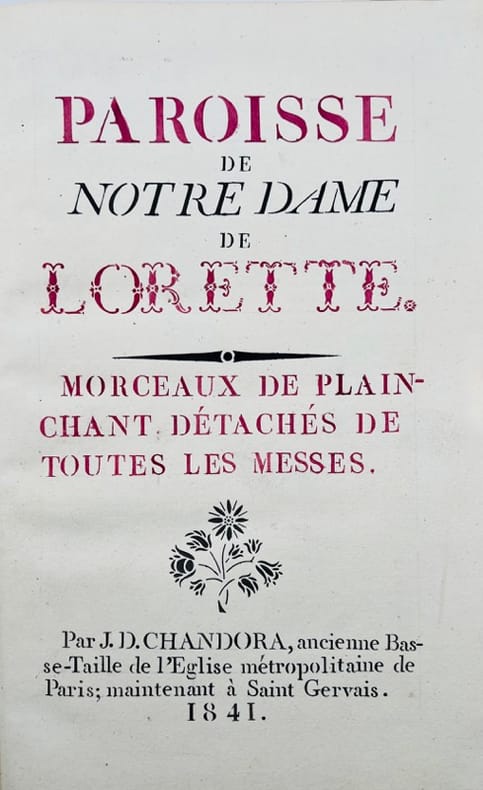 PAROISSE
DE
NOTRE DAME
DE
LORETTE.
MORCEAUX DE PLAIN-
CHANT. DÉTACHÉS DE
TOUTES LES MESSES.
Par J. D. CHANDORA, ancienne Bas-
se-Taille de l'Eglise métropolitaine de
Paris; maintenant à Saint Gervais.
1841.